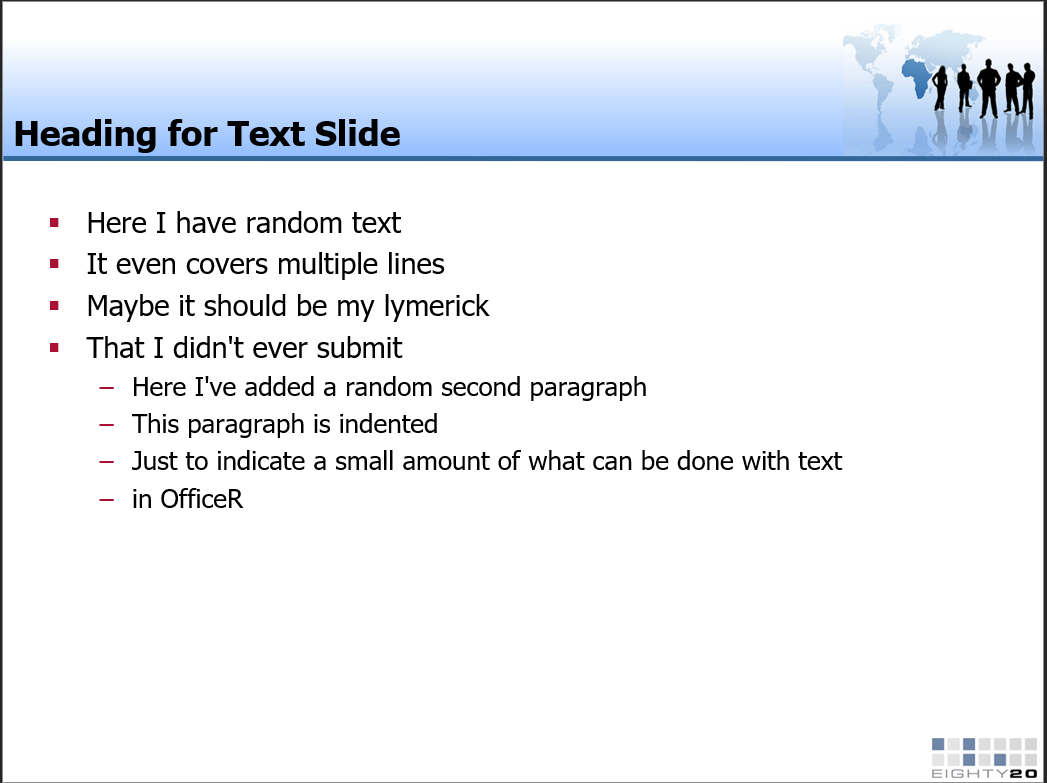 Heading for Text Slide
Here I have random text
It even covers multiple lines
Maybe it should be my lymerick
That I didn't ever submit
– Here I've added a random second paragraph
– This paragraph is indented
– Just to indicate a small amount of what can be done with text
– in OfficeR
EIGHTY20